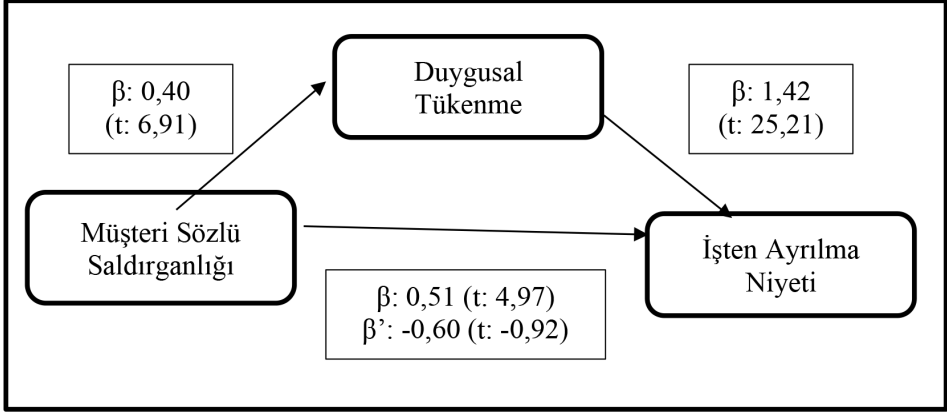 Duygusal
Tükenme
β: 0,40
(t: 6,91)
β: 1,42
(t: 25,21)
Müşteri Sözlü
Saldırganlığı
İşten Ayrılma
Niyeti
β: 0,51 (t: 4,97)
β’: -0,60 (t: -0,92)